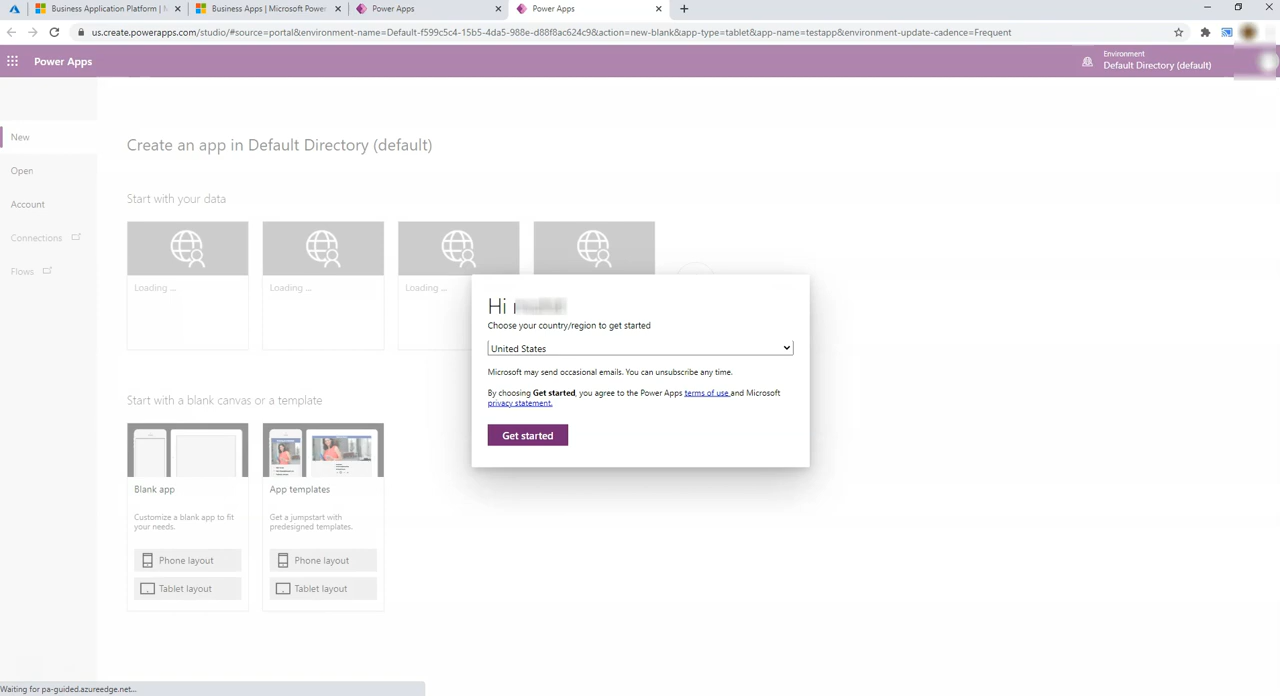 Business Application Platform |
Business Apps | Microsoft Power
Power Apps
Power Apps
us.create.powerapps.com/studio/#source=portal&environment-name=Default-f599c5c4-15b5-4da5-988e-d88f8ac624c9&action=new-blank&app-type=tablet&app-name=testapp&environment-update-cadence=Frequent
Power Apps
Environment
Default Directory (default)
New
Open
Account
Connections
Flows
Create an app in Default Directory (default)
Start with your data
Loading ...
Loading ...
Loading ...
Hi
Choose your country/region to get started
United States
Microsoft may send occasional emails. You can unsubscribe any time.
By choosing Get started, you agree to the Power Apps terms of use and Microsoft
privacy statement.
Get started
Start with a blank canvas or a template
Blank app
Customize a blank app to fit
your needs.
Phone layout
Tablet layout
App templates
Get a jumpstart with
predesigned templates.
Phone layout
Tablet layout
Waiting for pa-guided.azureedge.net...